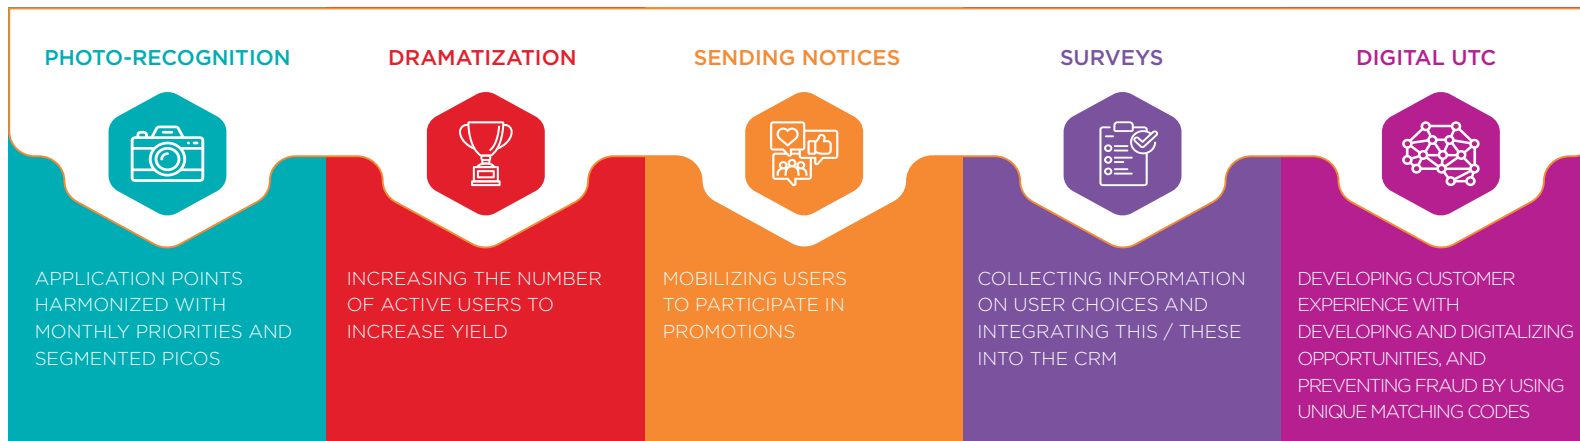 PHOTO-RECOGNITION
APPLICATION POINTS
HARMONIZED WITH
MONTHLY PRIORITIES AND
SEGMENTED PICOS
DRAMATIZATION
INCREASING THE NUMBER
OF ACTIVE USERS TO
INCREASE YIELD
SENDING NOTICES
MOBILIZING USERS
TO PARTICIPATE IN
PROMOTIONS
SURVEYS
COLLECTING INFORMATION
ON USER CHOICES AND
INTEGRATING THIS / THESE
INTO THE CRM
DIGITAL UTC
DEVELOPING CUSTOMER
EXPERIENCE WITH
DEVELOPING AND DIGITALIZING
OPPORTUNITIES, AND
PREVENTING FRAUD BY USING
UNIQUE MATCHING CODES